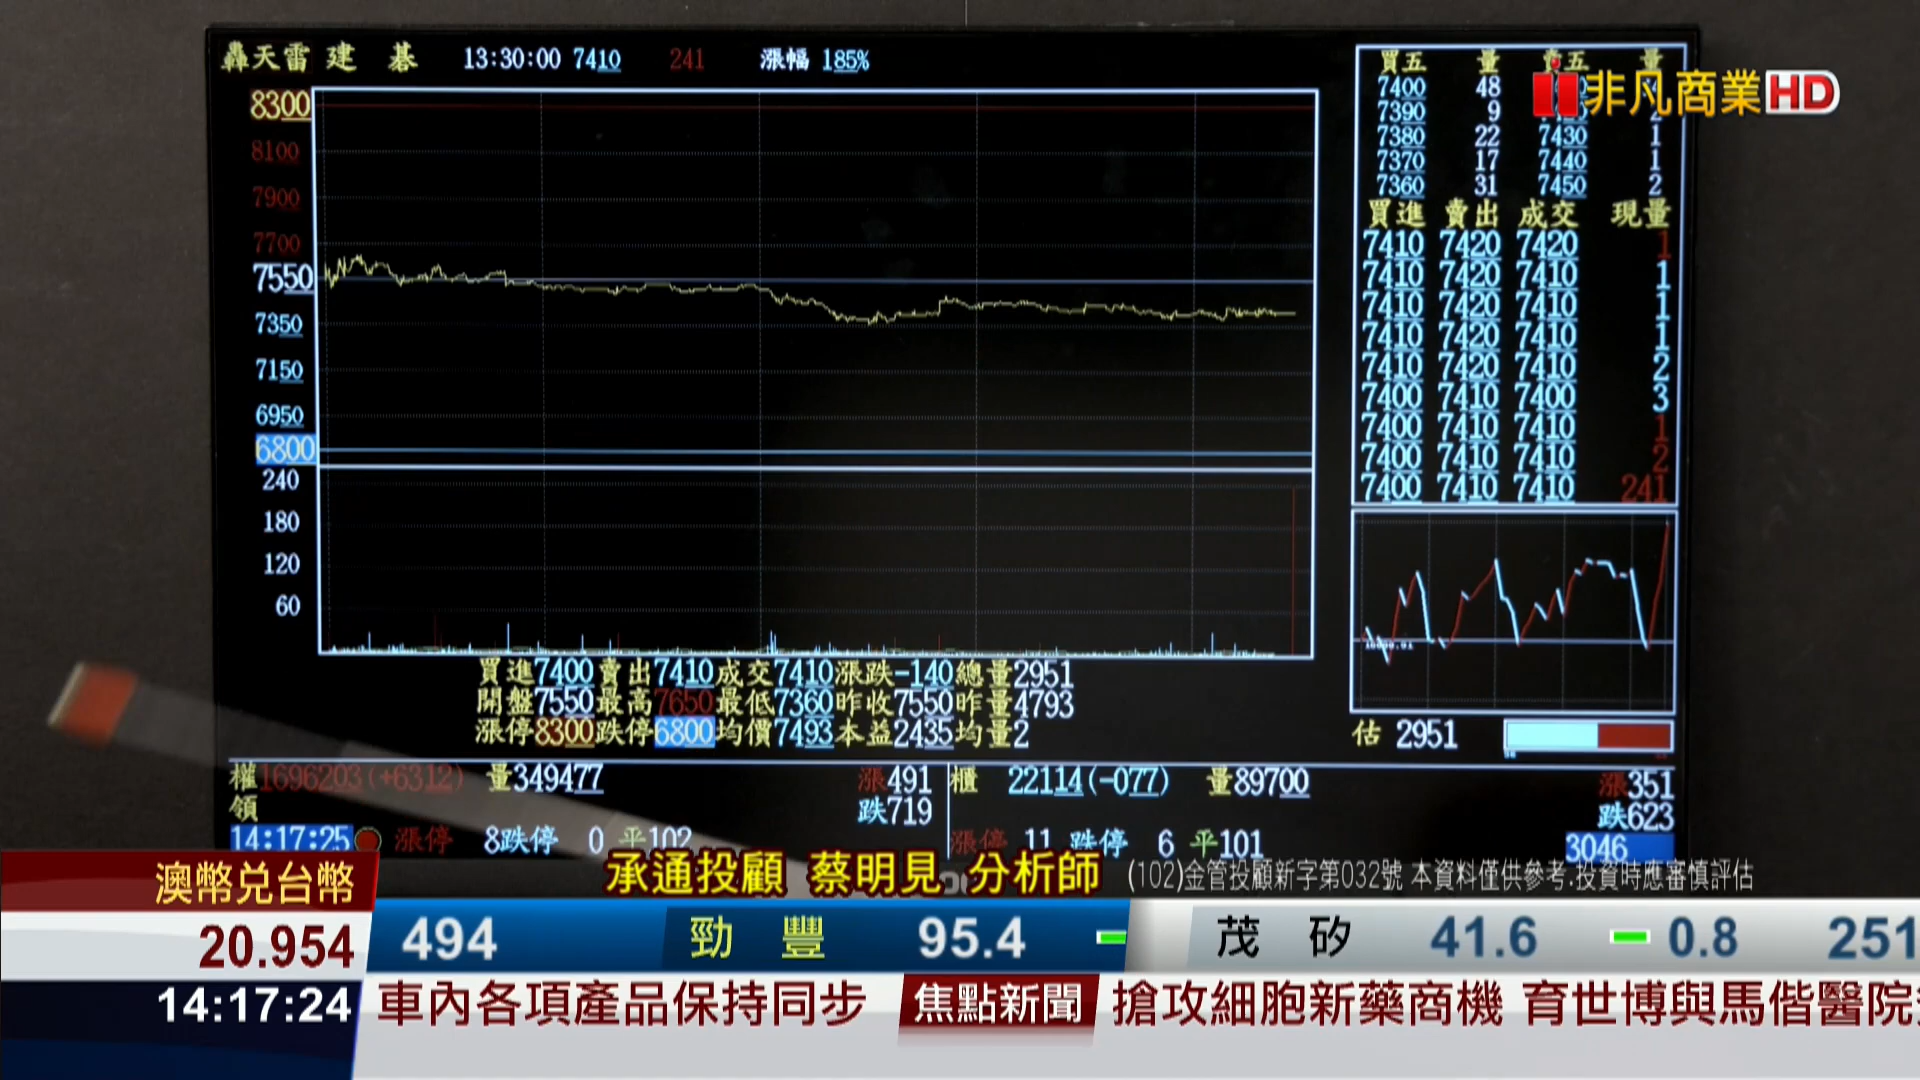 轟天雷 建 碁 13:30:00 7410 241 漲幅 185%
8300
8100
7900
7700
7550
7350
7150
6950
6800
240
180
120
60
買五 量 賣五 量
7400 48
7390 9
7380 22 7430 1
7370 17 7440 1
7360 31 7450 2
非凡商業HD
買進 賣出 成交 現量
7410 7420 7420 1
7410 7420 7410 1
7410 7420 7410 1
7410 7420 7410 1
7410 7420 7410 2
7400 7410 7400 3
7400 7410 7410 1
7400 7410 7410 2
7400 7410 7410 241
買進7400賣出7410成交7410漲跌-140總量2951
開盤7550最高7650最低7360昨收7550昨量4793
漲停8300跌停6800均價7493本益2435均量2
估 2951
權1696203(+6312) 量349477 漲491
跌719
領
14:17:25 漲停 8跌停 0 平102
櫃 22114(-077) 量89700 漲351
跌623
漲停 11 跌停 6 平101 3046
承通投顧 蔡明見 分析師 (102)金管投顧新字第032號 本資料僅供參考.投資時應審慎評估
澳幣兌台幣
20.954
494 勁 豐 95.4
茂 矽 41.6 0.8 251
14:17:24
車內各項產品保持同步 焦點新聞 搶攻細胞新藥商機 育世博與馬偕醫院